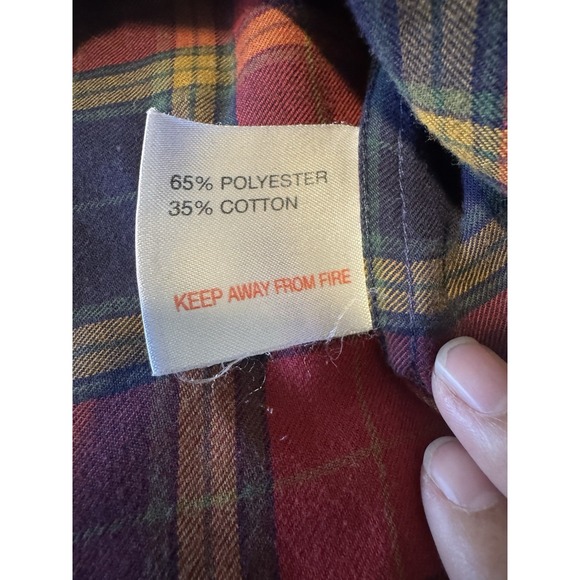 65% POLYESTER
35% COTTON
KEEP AWAY FROM FIRE